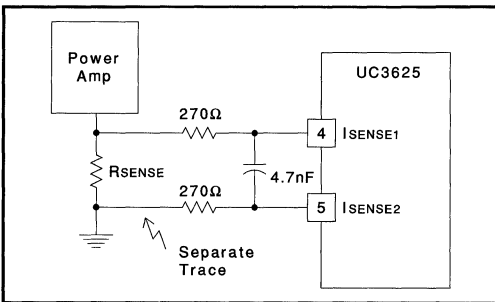 Power
Amp
UC3625
270Ω
4 ISENSE1
RSENSE
4.7nF
270Ω
5 ISENSE2
Separate
Trace